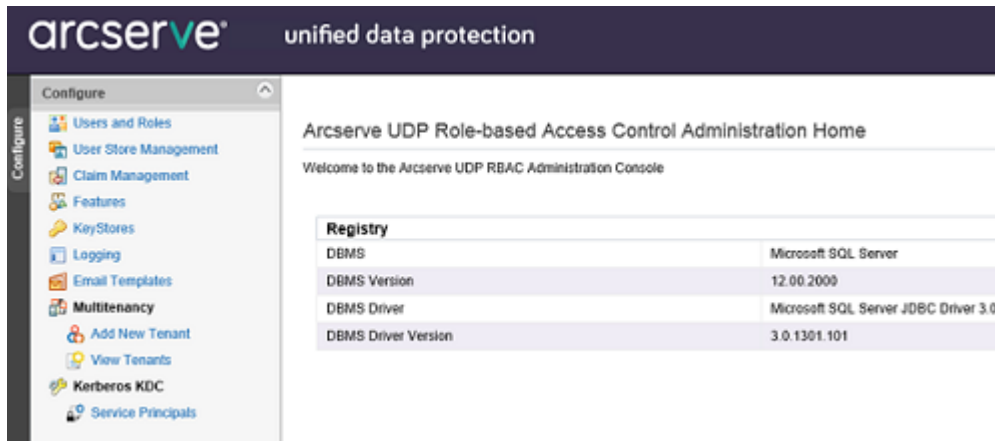 arcserve® unified data protection
Configure
Configure
Users and Roles
User Store Management
Claim Management
Features
KeyStores
Logging
Email Templates
Multitenancy
Add New Tenant
View Tenants
Kerberos KDC
Service Principals
Arcserve UDP Role-based Access Control Administration Home
Welcome to the Arcserve UDP RBAC Administration Console
Registry
DBMS Microsoft SQL Server
DBMS Version 12.00.2000
DBMS Driver Microsoft SQL Server JDBC Driver 3.0
DBMS Driver Version 3.0.1301.101